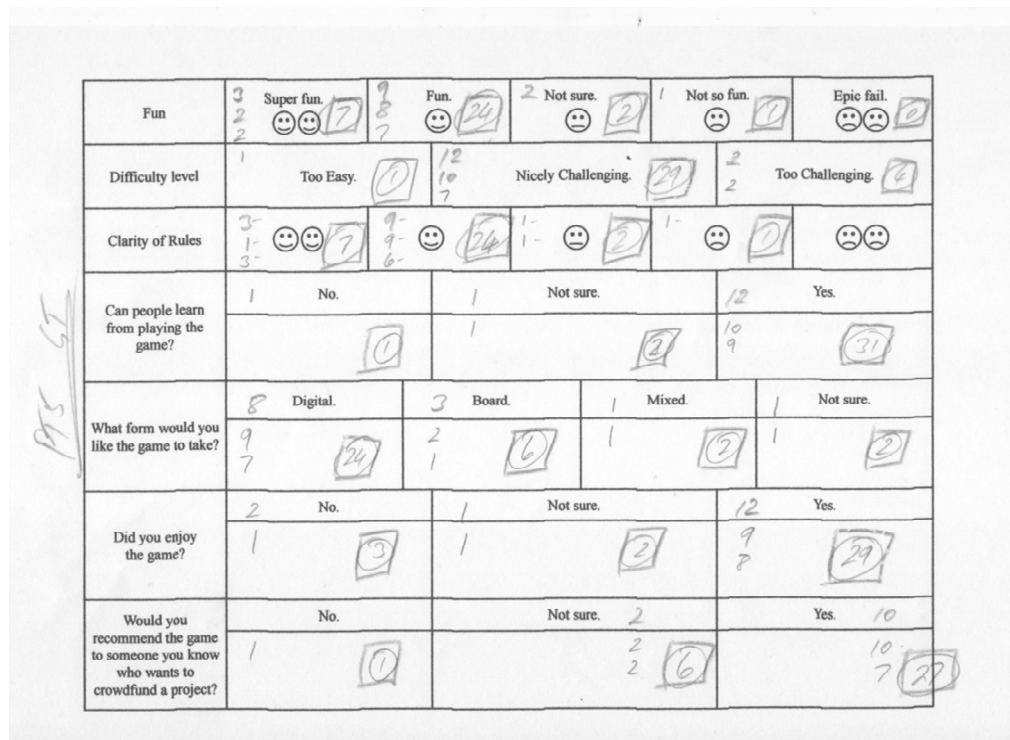 Fun
3 Super fun. 7
2
2
9 Fun. 24
8
7
2 Not sure. 2
1 Not so fun. 1
Epic fail. 0
Difficulty level
1
Too Easy. 1
12
10 Nicely Challenging. 29
7
2
2 Too Challenging. 4
Clarity of Rules
3-
1- 7
3-
9-
9- 24
6-
1-
1- 2
1- 1
Can people learn
from playing the
game?
1 No.
1
1 Not sure.
1 2
12 Yes.
10
9 31
What form would you
like the game to take?
8 Digital.
9
7 24
3 Board.
2
1 6
1 Mixed.
1 2
1 Not sure.
1 2
Did you enjoy
the game?
2 No.
1 3
1 Not sure.
1 2
12 Yes.
9
8 29
Would you
recommend the game
to someone you know
who wants to
crowdfund a project?
No.
1 1
Not sure. 2
2
2 6
Yes. 10
10
7 27